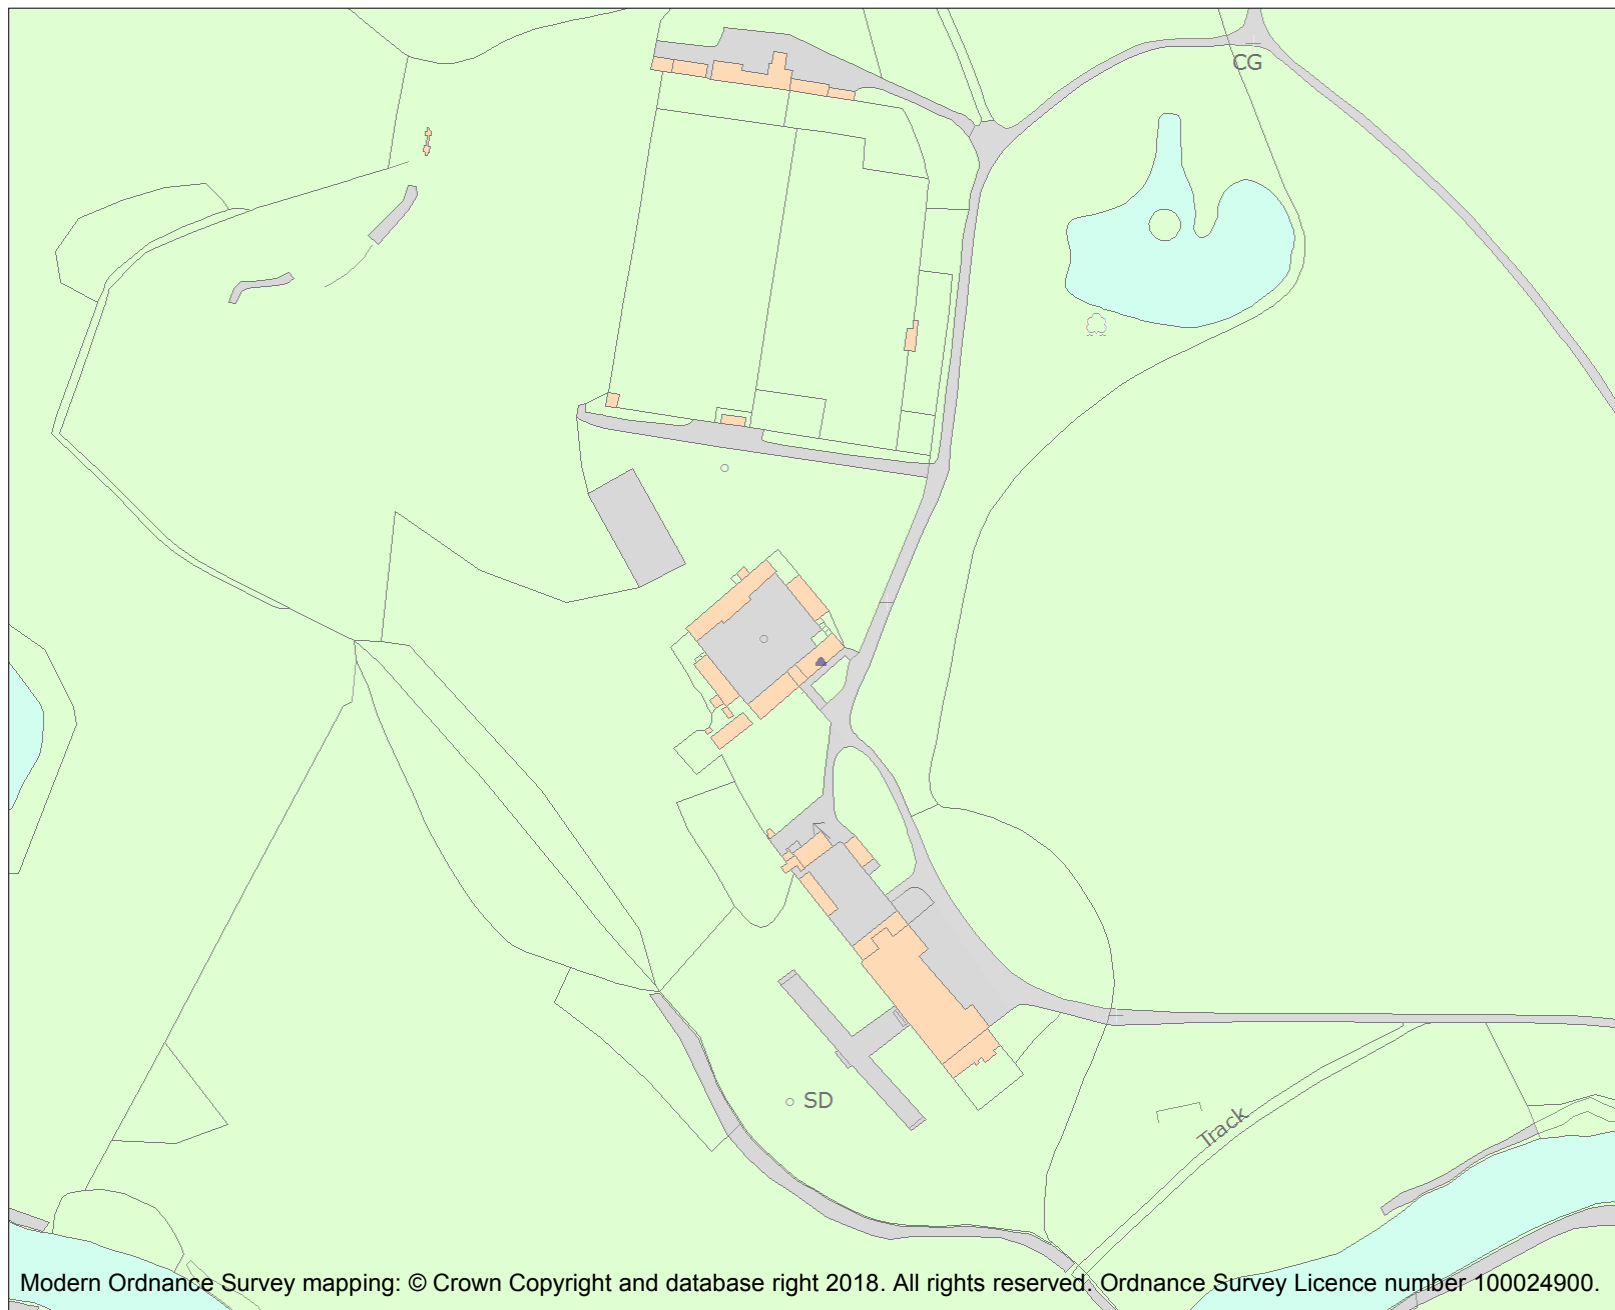 CG
SD
Track
Modern Ordnance Survey mapping: © Crown Copyright and database right 2018. All rights reserved. Ordnance Survey Licence number 100024900.